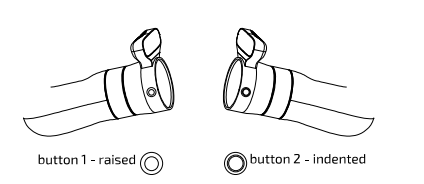 button 1 - raised
button 2 - indented